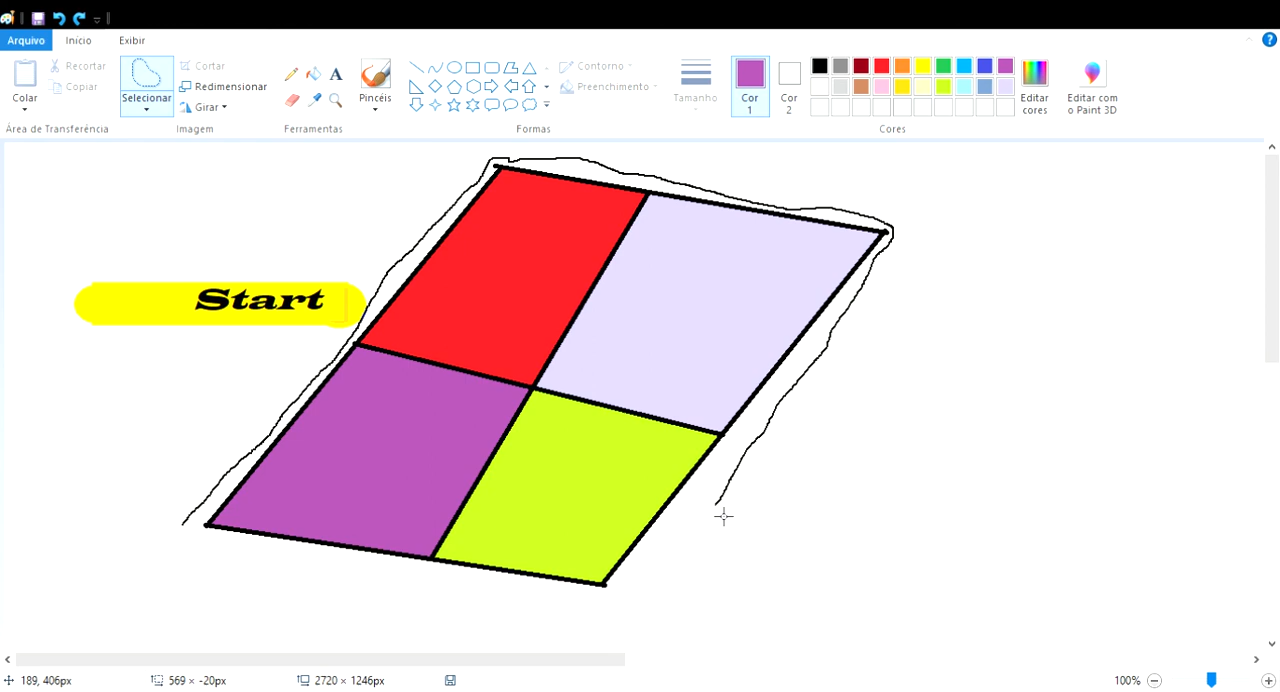 Arquivo Início Exibir
Colar
Recortar
Copiar
Área de Transferência
Selecionar
Cortar
Redimensionar
Girar
Imagem
A
Ferramentas
Pincéis
Contorno
Preenchimento
Formas
Tamanho
Cor
1
Cor
2
Editar
cores
Editar com
o Paint 3D
Cores
?
Start
189, 406px 569 × -20px 2720 × 1246px 100%